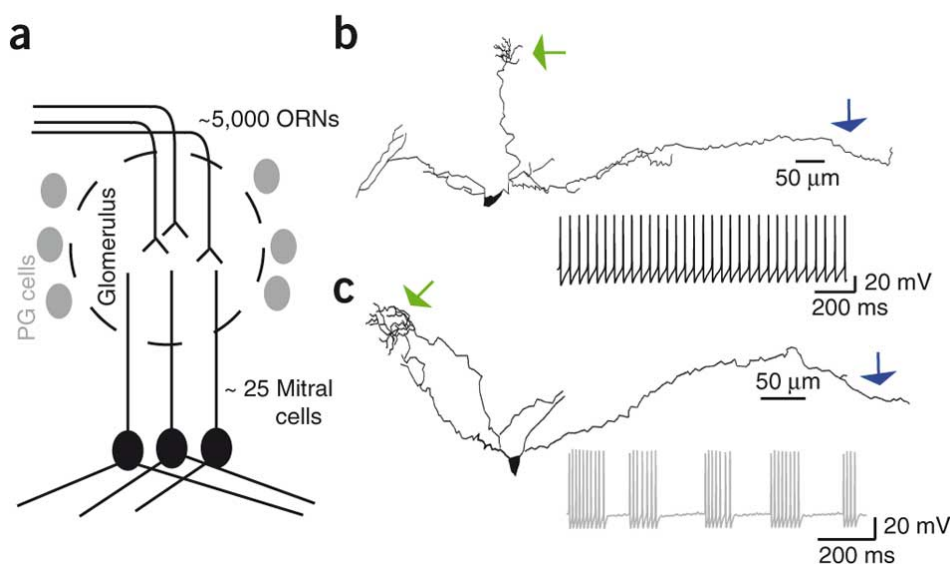 a
~5,000 ORNs
Glomerulus
PG cells
~ 25 Mitral
cells
b
50 μm
20 mV
200 ms
c
50 μm
20 mV
200 ms